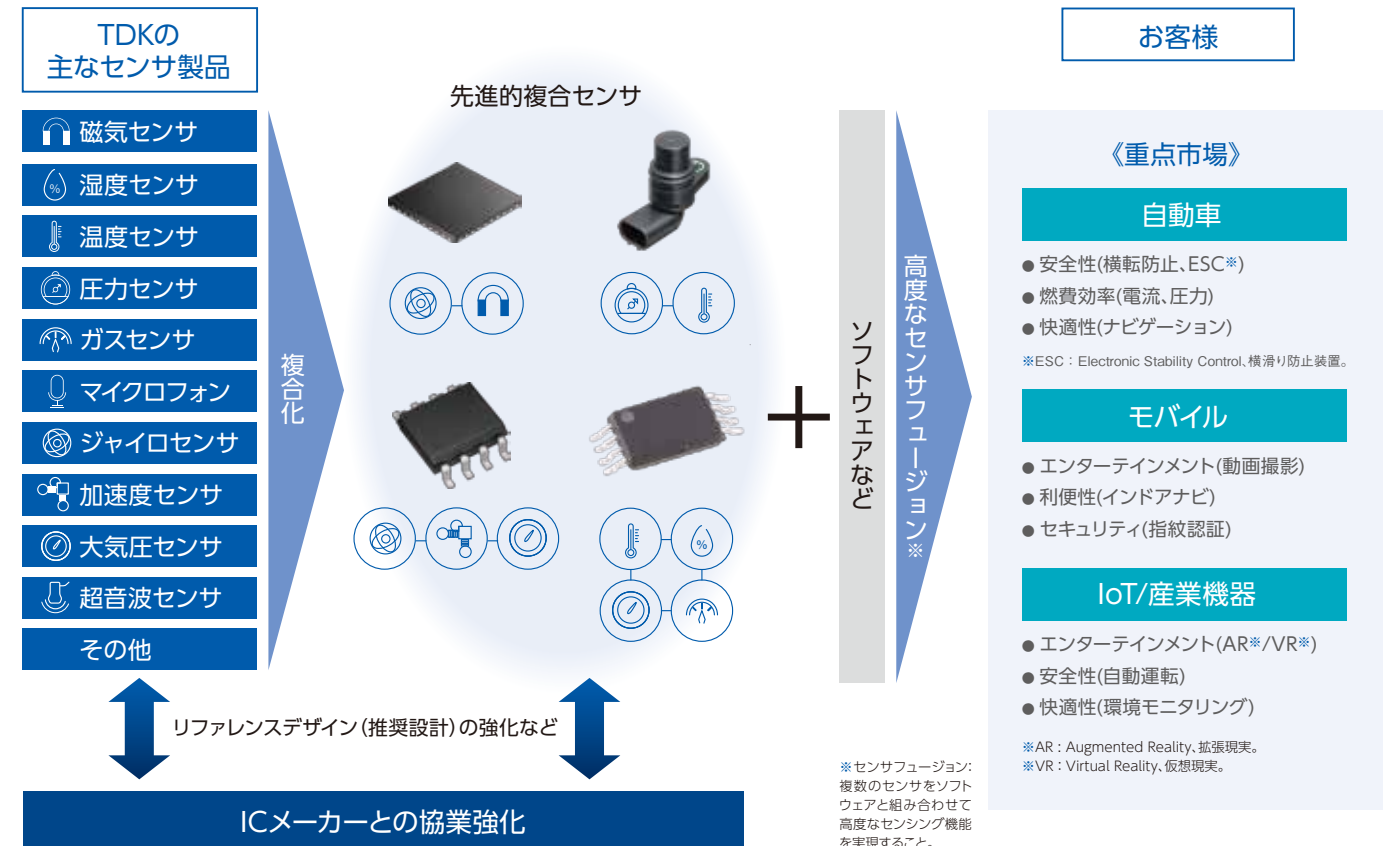 TDKの
主なセンサ製品
磁気センサ
湿度センサ
温度センサ
圧力センサ
ガスセンサ
マイクロフォン
ジャイロセンサ
加速度センサ
大気圧センサ
超音波センサ
その他
複合化
先進的複合センサ
%
%
ソフトウェアなど
高度なセンサフュージョン※
お客様
《重点市場》
自動車
● 安全性(横転防止、ESC※)
● 燃費効率(電流、圧力)
● 快適性(ナビゲーション)
※ESC：Electronic Stability Control、横滑り防止装置。
モバイル
● エンターテインメント(動画撮影)
● 利便性(インドアナビ)
● セキュリティ(指紋認証)
IoT/産業機器
● エンターテインメント(AR※/VR※)
● 安全性(自動運転)
● 快適性(環境モニタリング)
※AR：Augmented Reality、拡張現実。
※VR：Virtual Reality、仮想現実。
リファレンスデザイン(推奨設計)の強化など
ICメーカーとの協業強化
※センサフュージョン:
複数のセンサをソフト
ウェアと組み合わせて
高度なセンシング機能
を実現すること。